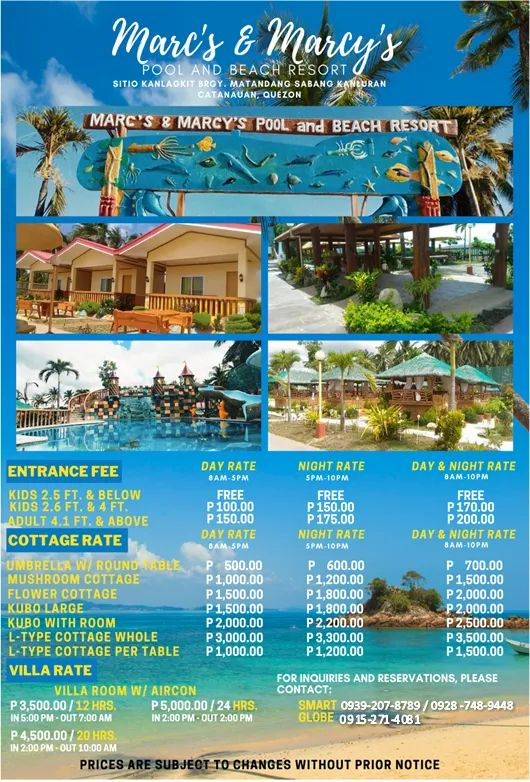 Marc's & Marcy's
POOL AND BEACH RESORT
SITIO KANLAGKIT BRGY. MATANDANG SABANG KANLURAN
CATANAUAN, QUEZON
MARC'S & MARCY'S POOL and BEACH RESORT
ENTRANCE FEE DAY RATE NIGHT RATE DAY & NIGHT RATE
8AM-5PM 5PM-10PM 8AM-10PM
KIDS 2.5 FT. & BELOW FREE FREE FREE
KIDS 2.6 FT. & 4 FT. P 100.00 P 150.00 P 170.00
ADULT 4.1 FT. & ABOVE P 150.00 P 175.00 P 200.00
COTTAGE RATE DAY RATE NIGHT RATE DAY & NIGHT RATE
8AM-5PM 5PM-10PM 8AM-10PM
UMBRELLA W/ ROUND TABLE P 500.00 P 600.00 P 700.00
MUSHROOM COTTAGE P 1,000.00 P 1,200.00 P 1,500.00
FLOWER COTTAGE P 1,500.00 P 1,800.00 P 2,000.00
KUBO LARGE P 1,500.00 P 1,800.00 P 2,000.00
KUBO WITH ROOM P 2,000.00 P 2,200.00 P 2,500.00
L-TYPE COTTAGE WHOLE P 3,000.00 P 3,300.00 P 3,500.00
L-TYPE COTTAGE PER TABLE P 1,000.00 P 1,200.00 P 1,500.00
VILLA RATE
VILLA ROOM W/ AIRCON
P 3,500.00 / 12 HRS. P 5,000.00 / 24 HRS.
IN 5:00 PM - OUT 7:00 AM IN 2:00 PM - OUT 2:00 PM
P 4,500.00 / 20 HRS.
IN 2:00 PM - OUT 10:00 AM
FOR INQUIRIES AND RESERVATIONS, PLEASE
CONTACT:
SMART 0939-207-8789 / 0928 -748-9448
GLOBE 0915-271-4081
PRICES ARE SUBJECT TO CHANGES WITHOUT PRIOR NOTICE